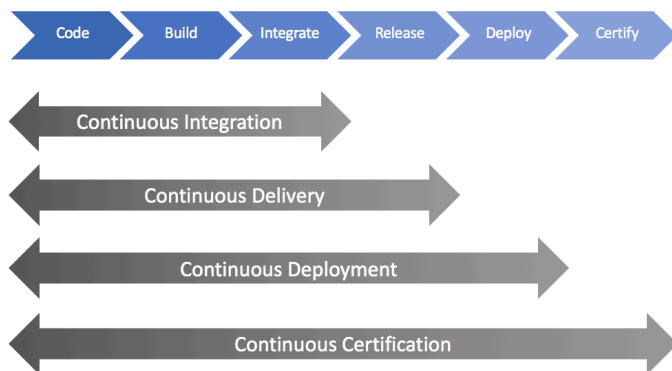 Code Build Integrate Release Deploy Certify
Continuous Integration
Continuous Delivery
Continuous Deployment
Continuous Certification